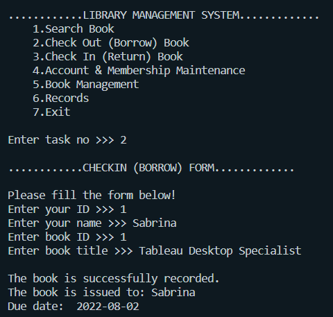 ............LIBRARY MANAGEMENT SYSTEM.............
1.Search Book
2.Check Out (Borrow) Book
3.Check In (Return) Book
4.Account & Membership Maintenance
5.Book Management
6.Records
7.Exit
Enter task no >>> 2
............CHECKIN (BORROW) FORM.............
Please fill the form below!
Enter your ID >>> 1
Enter your name >>> Sabrina
Enter book ID >>> 1
Enter book title >>> Tableau Desktop Specialist
The book is successfully recorded.
The book is issued to: Sabrina
Due date:  2022-08-02